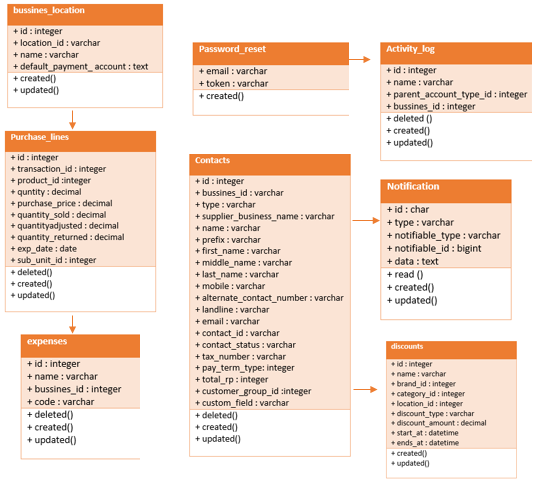 bussines_location
+ id : integer
+ location_id : varchar
+ name : varchar
+ default_payment_ account : text
+ created()
+ updated()
Purchase_lines
+ id : integer
+ transaction_id : integer
+ product_id :integer
+ quntity : decimal
+ purchase_price : decimal
+ quantity_sold : decimal
+ quantityadjusted : decimal
+ quantity_returned : decimal
+ exp_date : date
+ sub_unit_id : integer
+ deleted()
+ created()
+ updated()
expenses
+ id : integer
+ name : varchar
+ bussines_id : integer
+ code : varchar
+ deleted()
+ created()
+ updated()
Password_reset
+ email : varchar
+ token : varchar
+ created()
Contacts
+ id : integer
+ bussines_id : varchar
+ type : varchar
+ supplier_business_name : varchar
+ name : varchar
+ prefix : varchar
+ first_name : varchar
+ middle_name : varchar
+ last_name : varchar
+ mobile : varchar
+ alternate_contact_number : varchar
+ landline : varchar
+ email : varchar
+ contact_id : varchar
+ contact_status : varchar
+ tax_number : varchar
+ pay_term_type: integer
+ total_rp : integer
+ customer_group_id :integer
+ custom_field : varchar
+ deleted()
+ created()
+ updated()
Activity_log
+ id : integer
+ name : varchar
+ parent_account_type_id : integer
+ bussines_id : integer
+ deleted ()
+ created()
+ updated()
Notification
+ id : char
+ type : varchar
+ notifiable_type : varchar
+ notifiable_id : bigint
+ data : text
+ read ()
+ created()
+ updated()
discounts
+ id : integer
+ name : varchar
+ brand_id : integer
+ category_id : integer
+ location_id : integer
+ discount_type : varchar
+ discount_amount : decimal
+ start_at : datetime
+ ends_at : datetime
+ created()
+ updated()